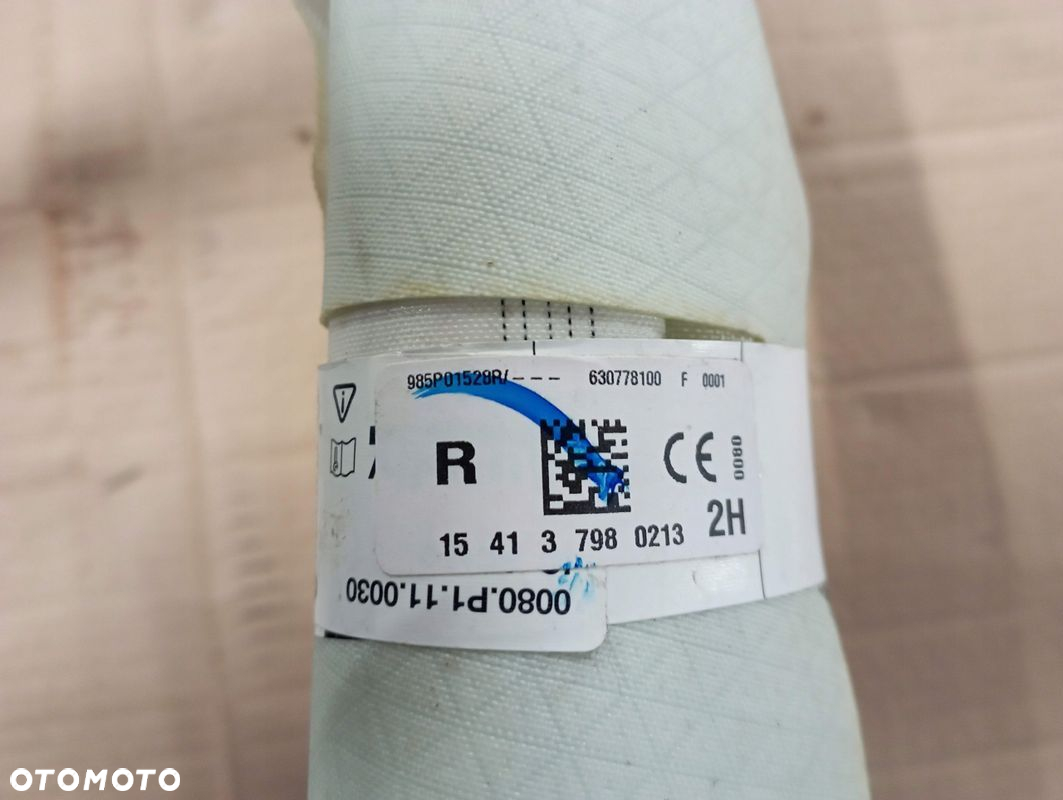 985P01528R/--- 630778100 F 0001
R CE 0080
2H
15 41 3 798 0213
0080.P1.11.0030
OTOMOTO